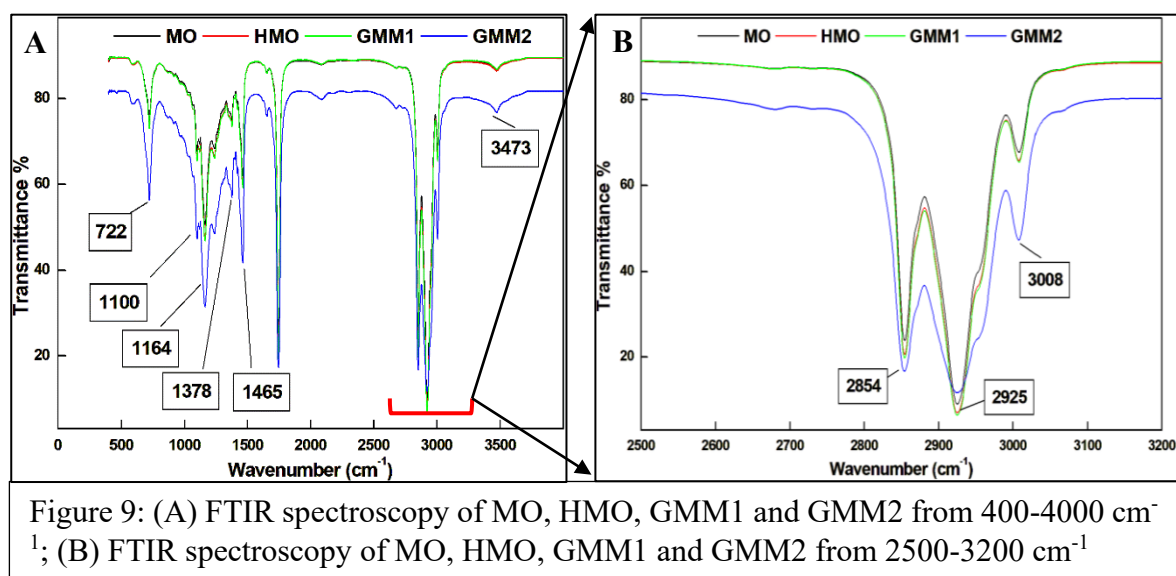 A
MO HMO GMM1 GMM2
Transmittance %
80
60
40
20
722
1100
1164
1378
1465
3473
0 500 1000 1500 2000 2500 3000 3500
Wavenumber (cm-1)
B
MO HMO GMM1 GMM2
Transmittance %
80
60
40
20
2854
2925
3008
2500 2600 2700 2800 2900 3000 3100 3200
Wavenumber (cm-1)
Figure 9: (A) FTIR spectroscopy of MO, HMO, GMM1 and GMM2 from 400-4000 cm-
1; (B) FTIR spectroscopy of MO, HMO, GMM1 and GMM2 from 2500-3200 cm-1